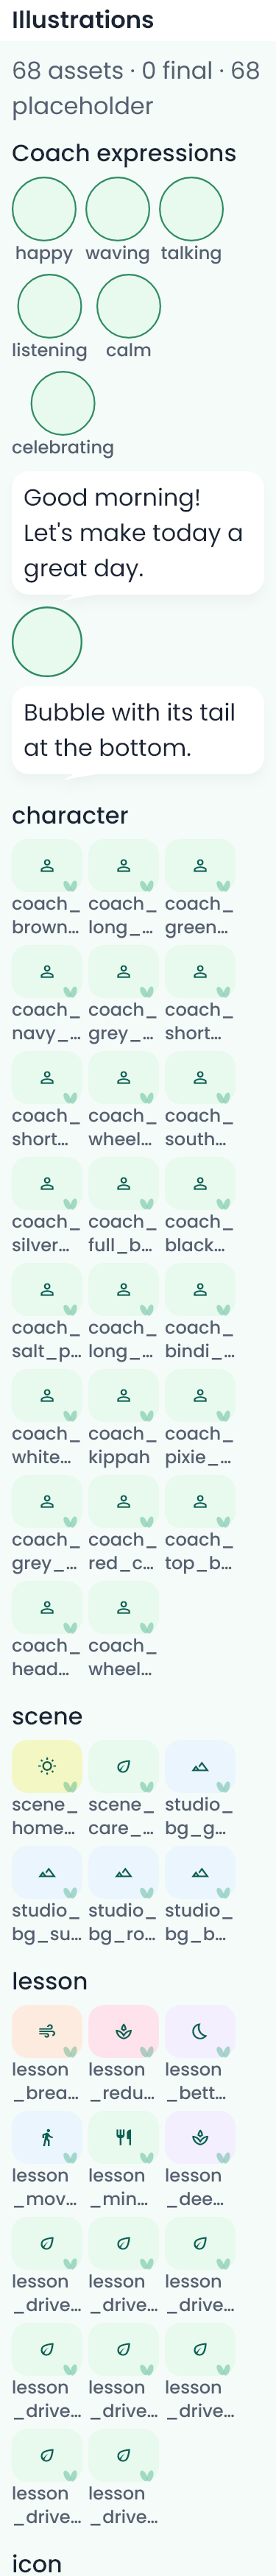 Illustrations
68 assets · 0 final · 68
placeholder
Coach expressions
happy waving talking
listening calm
celebrating
Good morning!
Let's make today a
great day.
Bubble with its tail
at the bottom.
character
coach_ coach_ coach_
brown... long_... green...
coach_ coach_ coach_
navy_... grey_... short...
coach_ coach_ coach_
short... wheel... south...
coach_ coach_ coach_
silver... full_b... black...
coach_ coach_ coach_
salt_p... long_... bindi_...
coach_ coach_ coach_
white... kippah pixie_...
coach_ coach_ coach_
grey_... red_c... top_b...
coach_ coach_
head... wheel...
scene
scene_ scene_ studio_
home... care_... bg_g...
studio_ studio_ studio_
bg_su... bg_ro... bg_b...
lesson
lesson lesson lesson
_brea... _redu... _bett...
lesson lesson lesson
_mov... _min... _dee...
lesson lesson lesson
_drive... _drive... _drive...
lesson lesson lesson
_drive... _drive... _drive...
lesson lesson
_drive... _drive...
icon